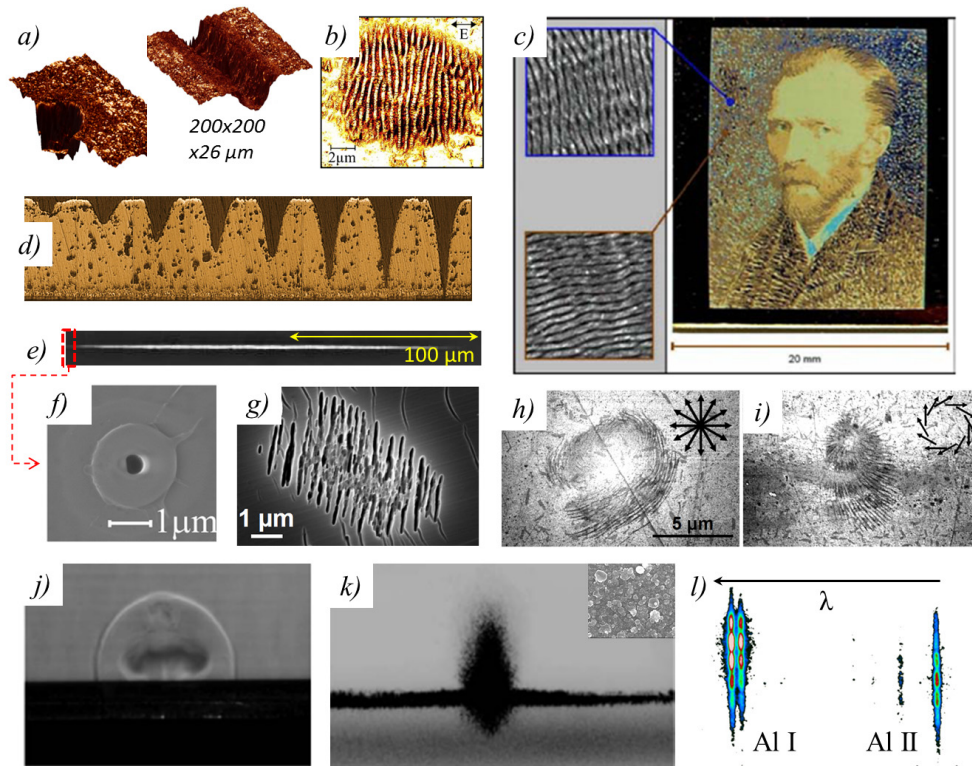 a)
200x200
x26 μm
b)
E
2μm
c)
20 mm
d)
e)
100 μm
f)
1μm
g)
1 μm
h)
5 μm
i)
j)
k)
l)
λ
Al I
Al II